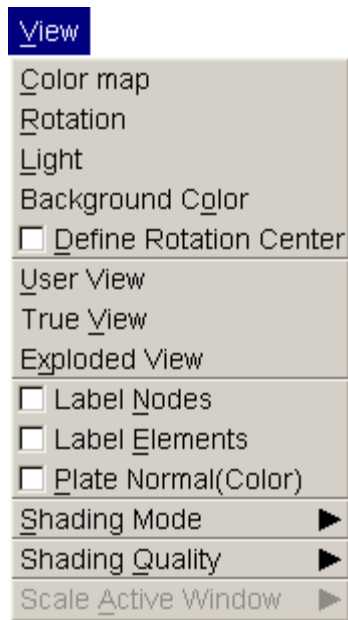 View
Color map
Rotation
Light
Background Color
Define Rotation Center
User View
True View
Exploded View
Label Nodes
Label Elements
Plate Normal(Color)
Shading Mode
Shading Quality
Scale Active Window